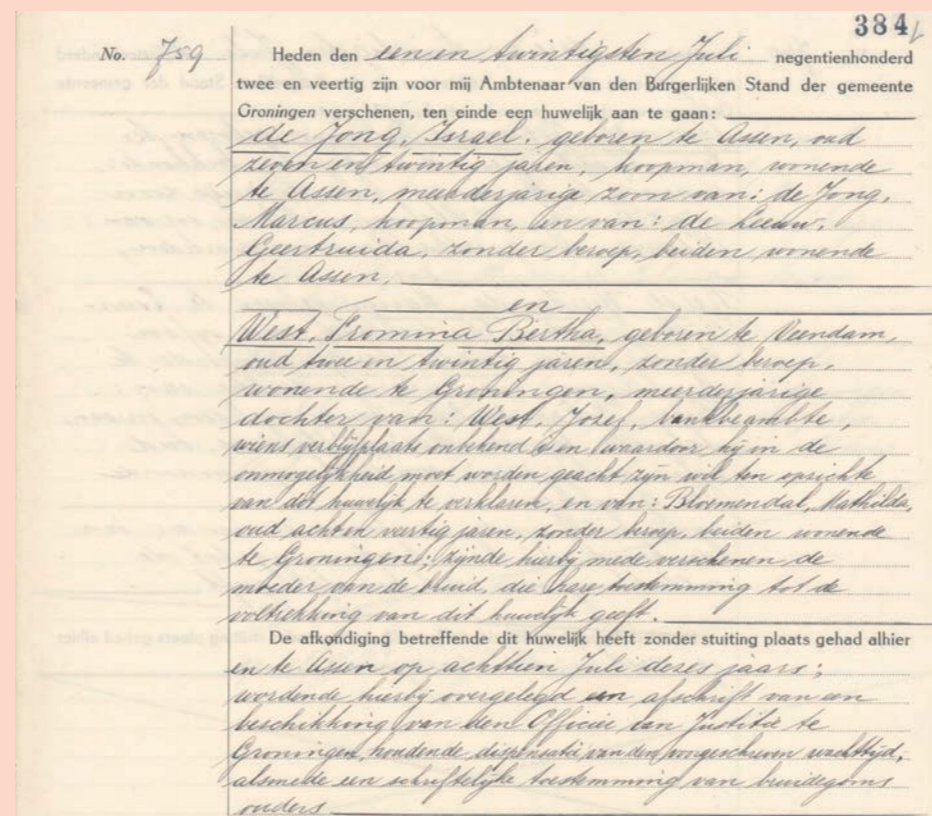 384
No. 759
Heden den een en twintigsten Juli negentienhonderd
twee en veertig zijn voor mij Ambtenaar van den Burgerlijken Stand der gemeente
Groningen verschenen, ten einde een huwelijk aan te gaan:
de Jong, Israel, geboren te Assen, oud
zeven en twintig jaren, koopman, wonende
te Assen, meerderjarige zoon van: de Jong,
Marcus, koopman, en van: de Leeuw,
Geertruida, zonder beroep, beiden wonende
te Assen,
en
West, Fromina Bertha, geboren te Veendam,
oud twee en twintig jaren, zonder beroep,
wonende te Groningen, meerderjarige
dochter van: West, Jozef, bankbeambte,
wiens verblijfplaats onbekend is en waardoor hij in de
onmogelijkheid moet worden geacht zijn wil ten opzichte
van dit huwelijk te verklaren, en van: Bloemendal, Mathilda,
oud acht en veertig jaren, zonder beroep, beiden wonende
te Groningen; zijnde hierbij mede verschenen de
moeder van de bruid, die hare toestemming tot de
voltrekking van dit huwelijk geeft.
De afkondiging betreffende dit huwelijk heeft zonder stuiting plaats gehad alhier
en te Assen op achttien Juli dezes jaars;
wordende hierbij overgelegd een afschrift van een
beschikking van den Officier van Justitie te
Groningen, houdende dispensatie van den voorgeschreven wachttijd,
alsmede een schriftelijke toestemming van bruidegoms
ouders